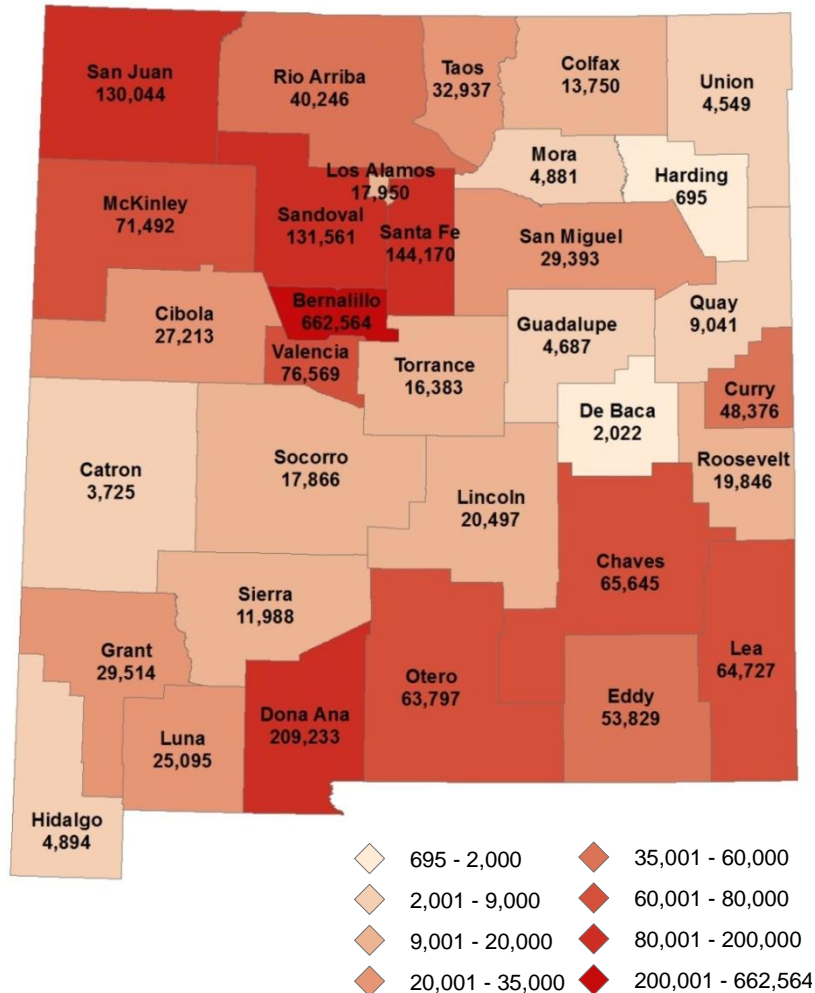 San Juan
130,044
Rio Arriba
40,246
Taos
32,937
Colfax
13,750
Union
4,549
Mora
4,881
Harding
695
Los Alamos
17,950
McKinley
71,492
Sandoval
131,561
Santa Fe
144,170
San Miguel
29,393
Cibola
27,213
Bernalillo
662,564
Quay
9,041
Guadalupe
4,687
Valencia
76,569
Torrance
16,383
Curry
48,376
De Baca
2,022
Catron
3,725
Socorro
17,866
Roosevelt
19,846
Lincoln
20,497
Chaves
65,645
Sierra
11,988
Grant
29,514
Otero
63,797
Lea
64,727
Eddy
53,829
Dona Ana
209,233
Luna
25,095
Hidalgo
4,894
695 - 2,000
2,001 - 9,000
9,001 - 20,000
20,001 - 35,000
35,001 - 60,000
60,001 - 80,000
80,001 - 200,000
200,001 - 662,564